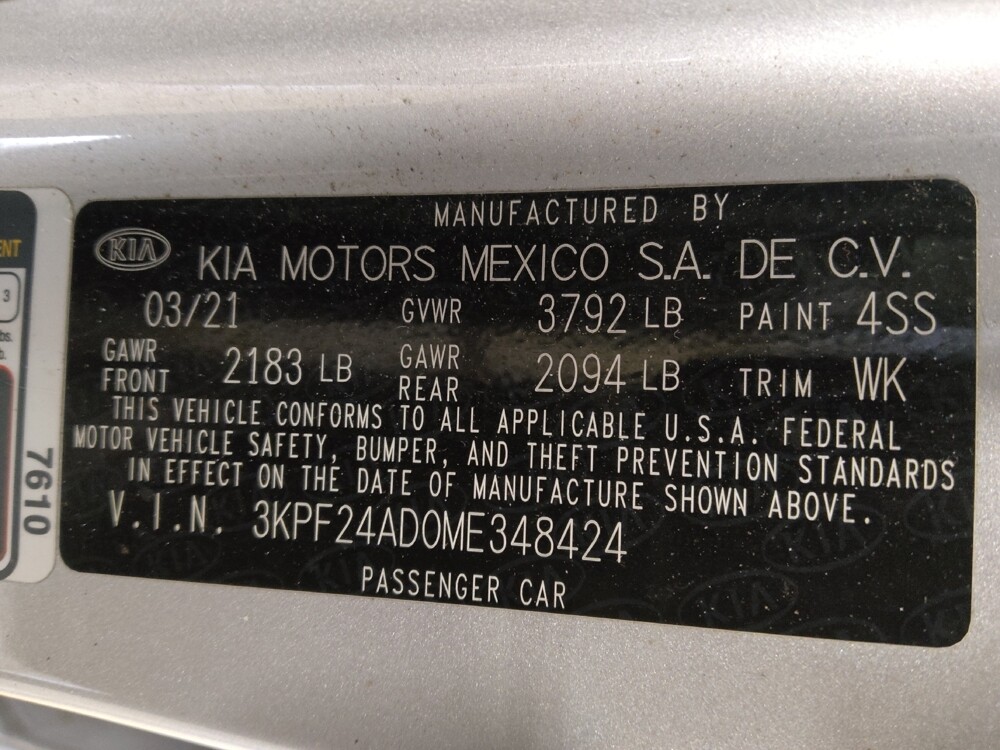 MANUFACTURED BY
KIA KIA MOTORS MEXICO S.A. DE C.V.
03/21 GVWR 3792 LB PAINT 4SS
GAWR FRONT 2183 LB GAWR REAR 2094 LB TRIM WK
THIS VEHICLE CONFORMS TO ALL APPLICABLE U.S.A. FEDERAL
MOTOR VEHICLE SAFETY, BUMPER, AND THEFT PREVENTION STANDARDS
IN EFFECT ON THE DATE OF MANUFACTURE SHOWN ABOVE.
V.I.N. 3KPF24AD0ME348424
PASSENGER CAR
7610
3